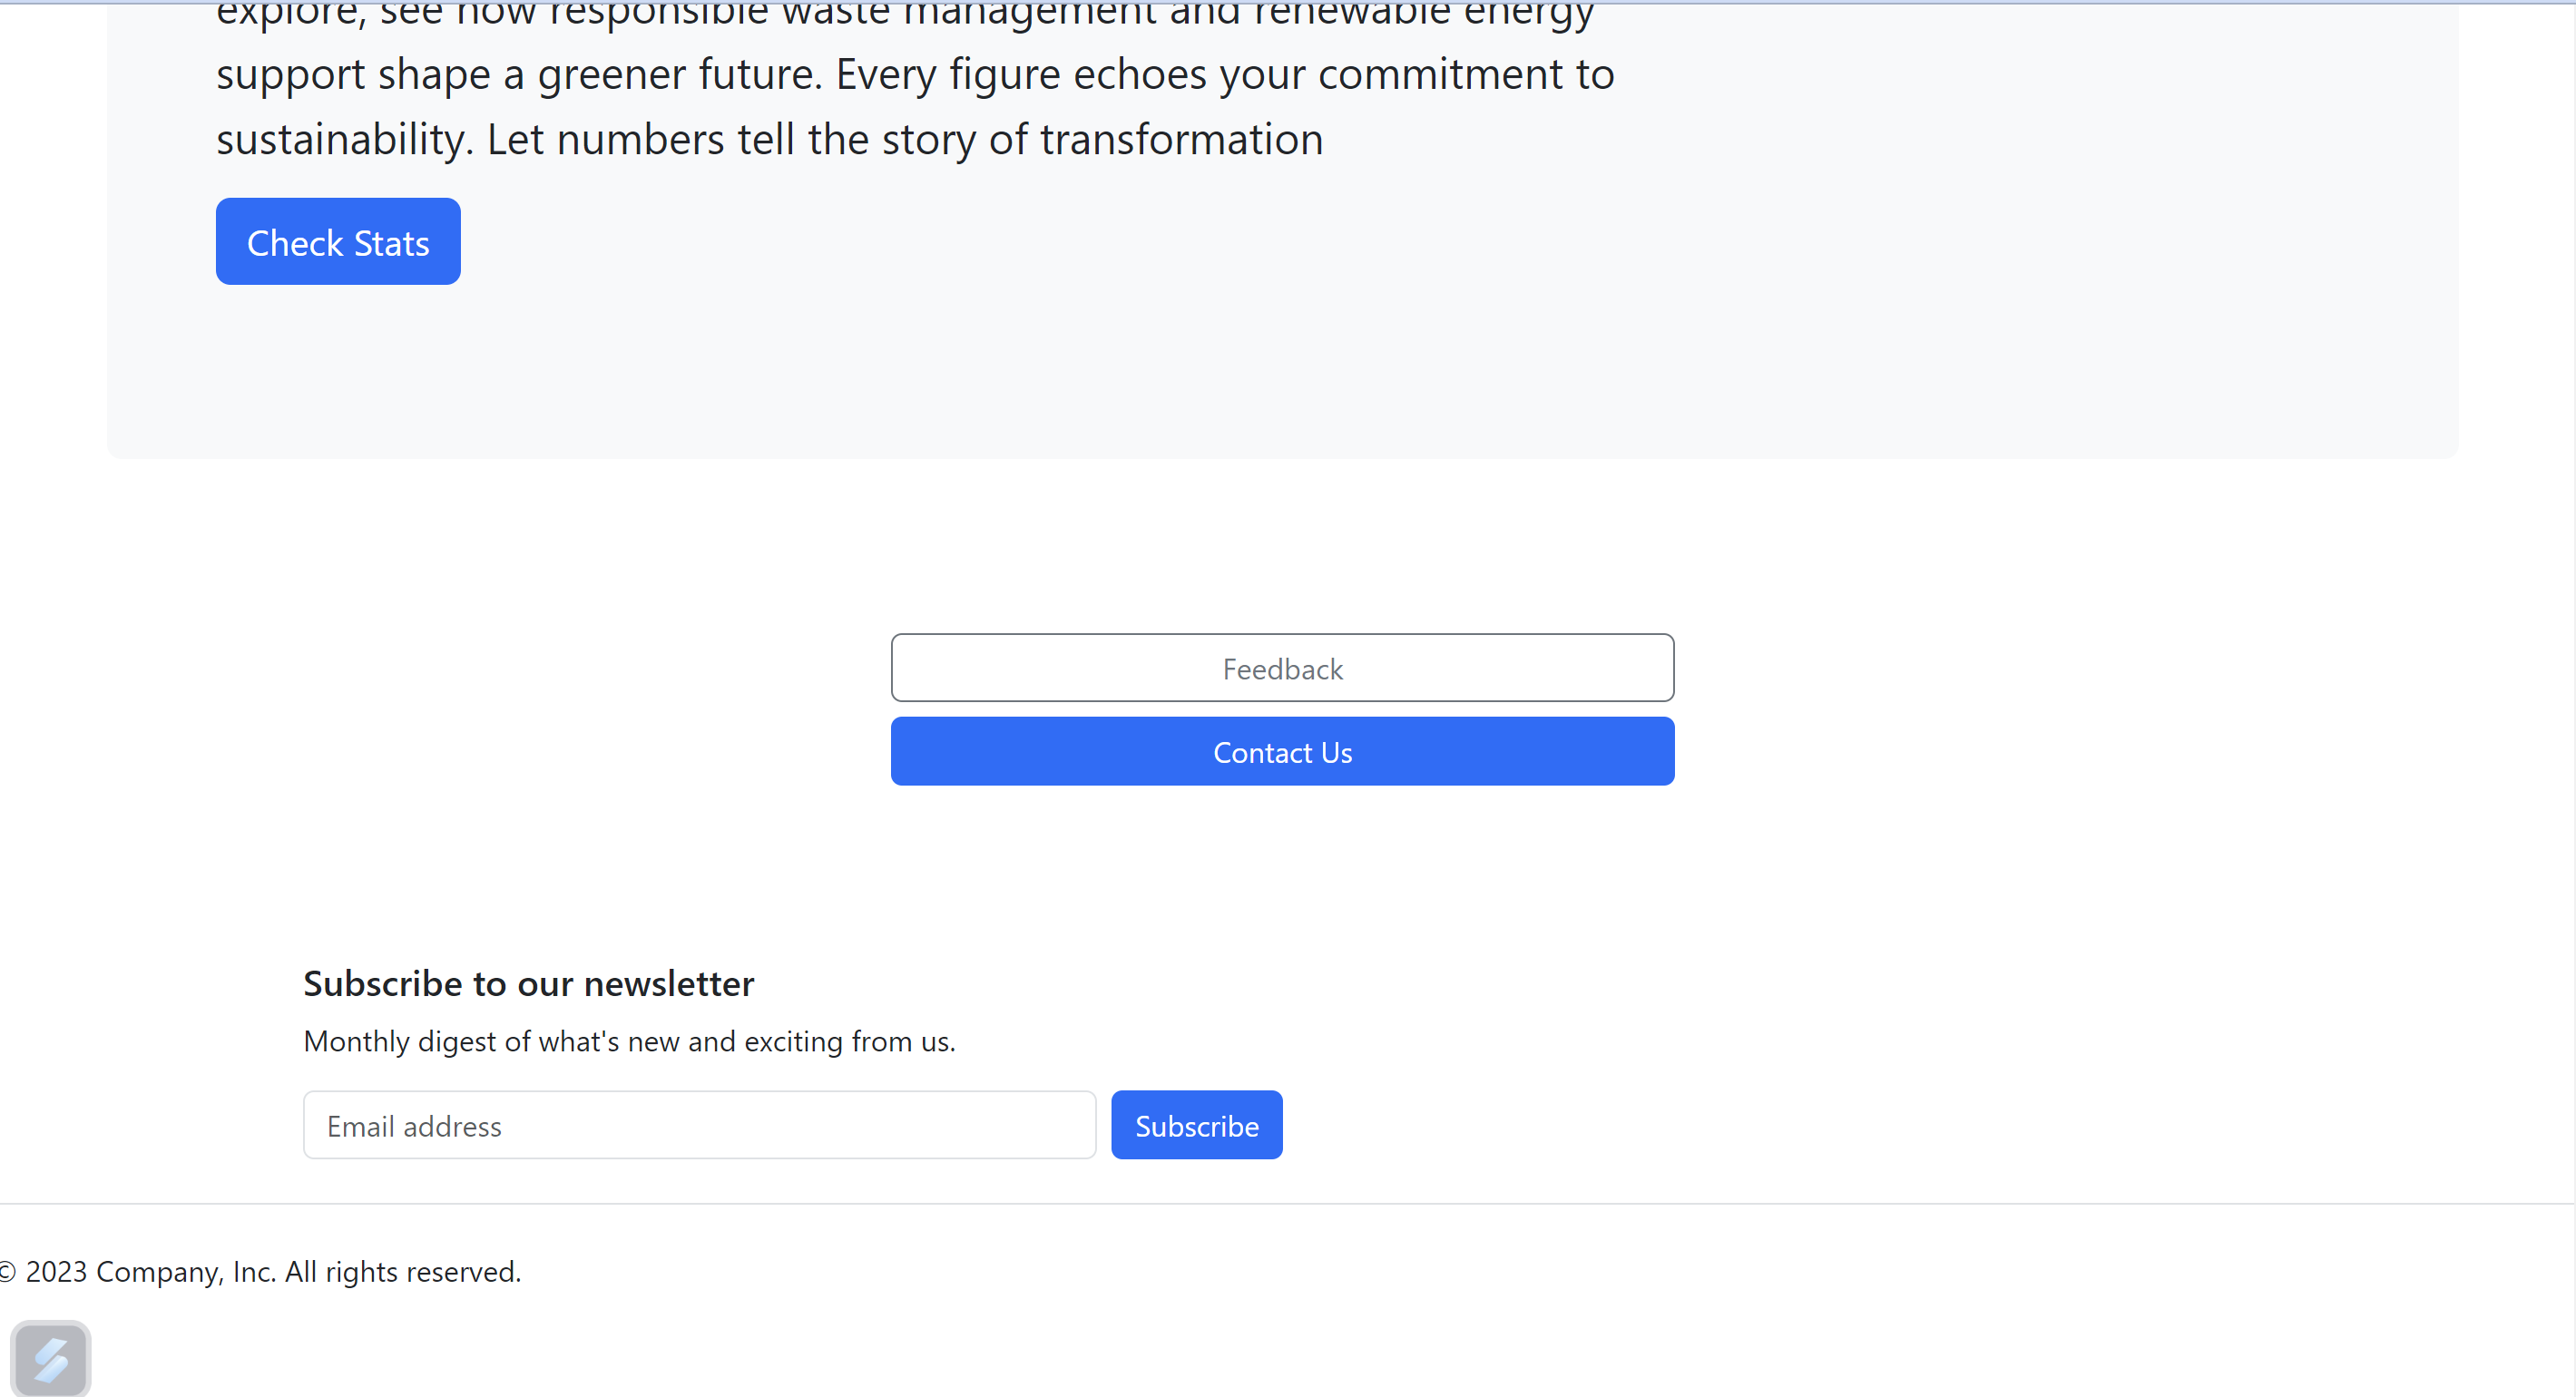 explore, see how responsible waste management and renewable energy
support shape a greener future. Every figure echoes your commitment to
sustainability. Let numbers tell the story of transformation
Check Stats
Feedback
Contact Us
Subscribe to our newsletter
Monthly digest of what's new and exciting from us.
Email address
Subscribe
© 2023 Company, Inc. All rights reserved.